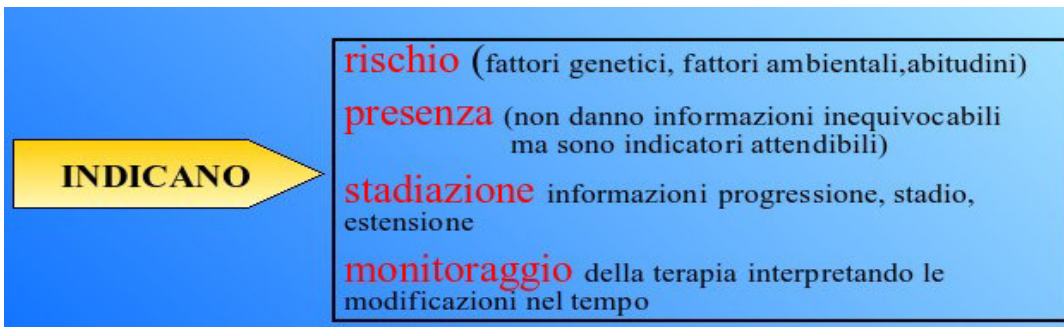 INDICANO
rischio (fattori genetici, fattori ambientali,abitudini)
presenza (non danno informazioni inequivocabili
ma sono indicatori attendibili)
stadiazione informazioni progressione, stadio,
estensione
monitoraggio della terapia interpretando le
modificazioni nel tempo